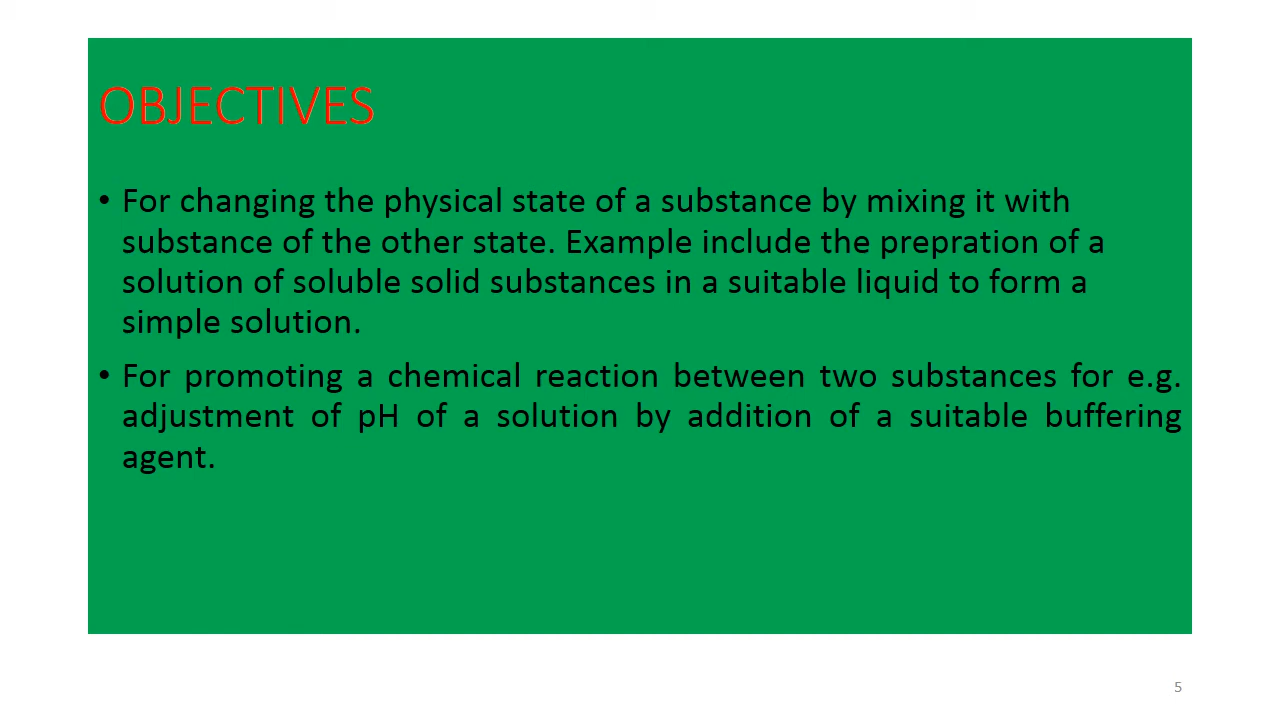 OBJECTIVES
• For changing the physical state of a substance by mixing it with
substance of the other state. Example include the prepration of a
solution of soluble solid substances in a suitable liquid to form a
simple solution.
• For promoting a chemical reaction between two substances for e.g.
adjustment of pH of a solution by addition of a suitable buffering
agent.
5